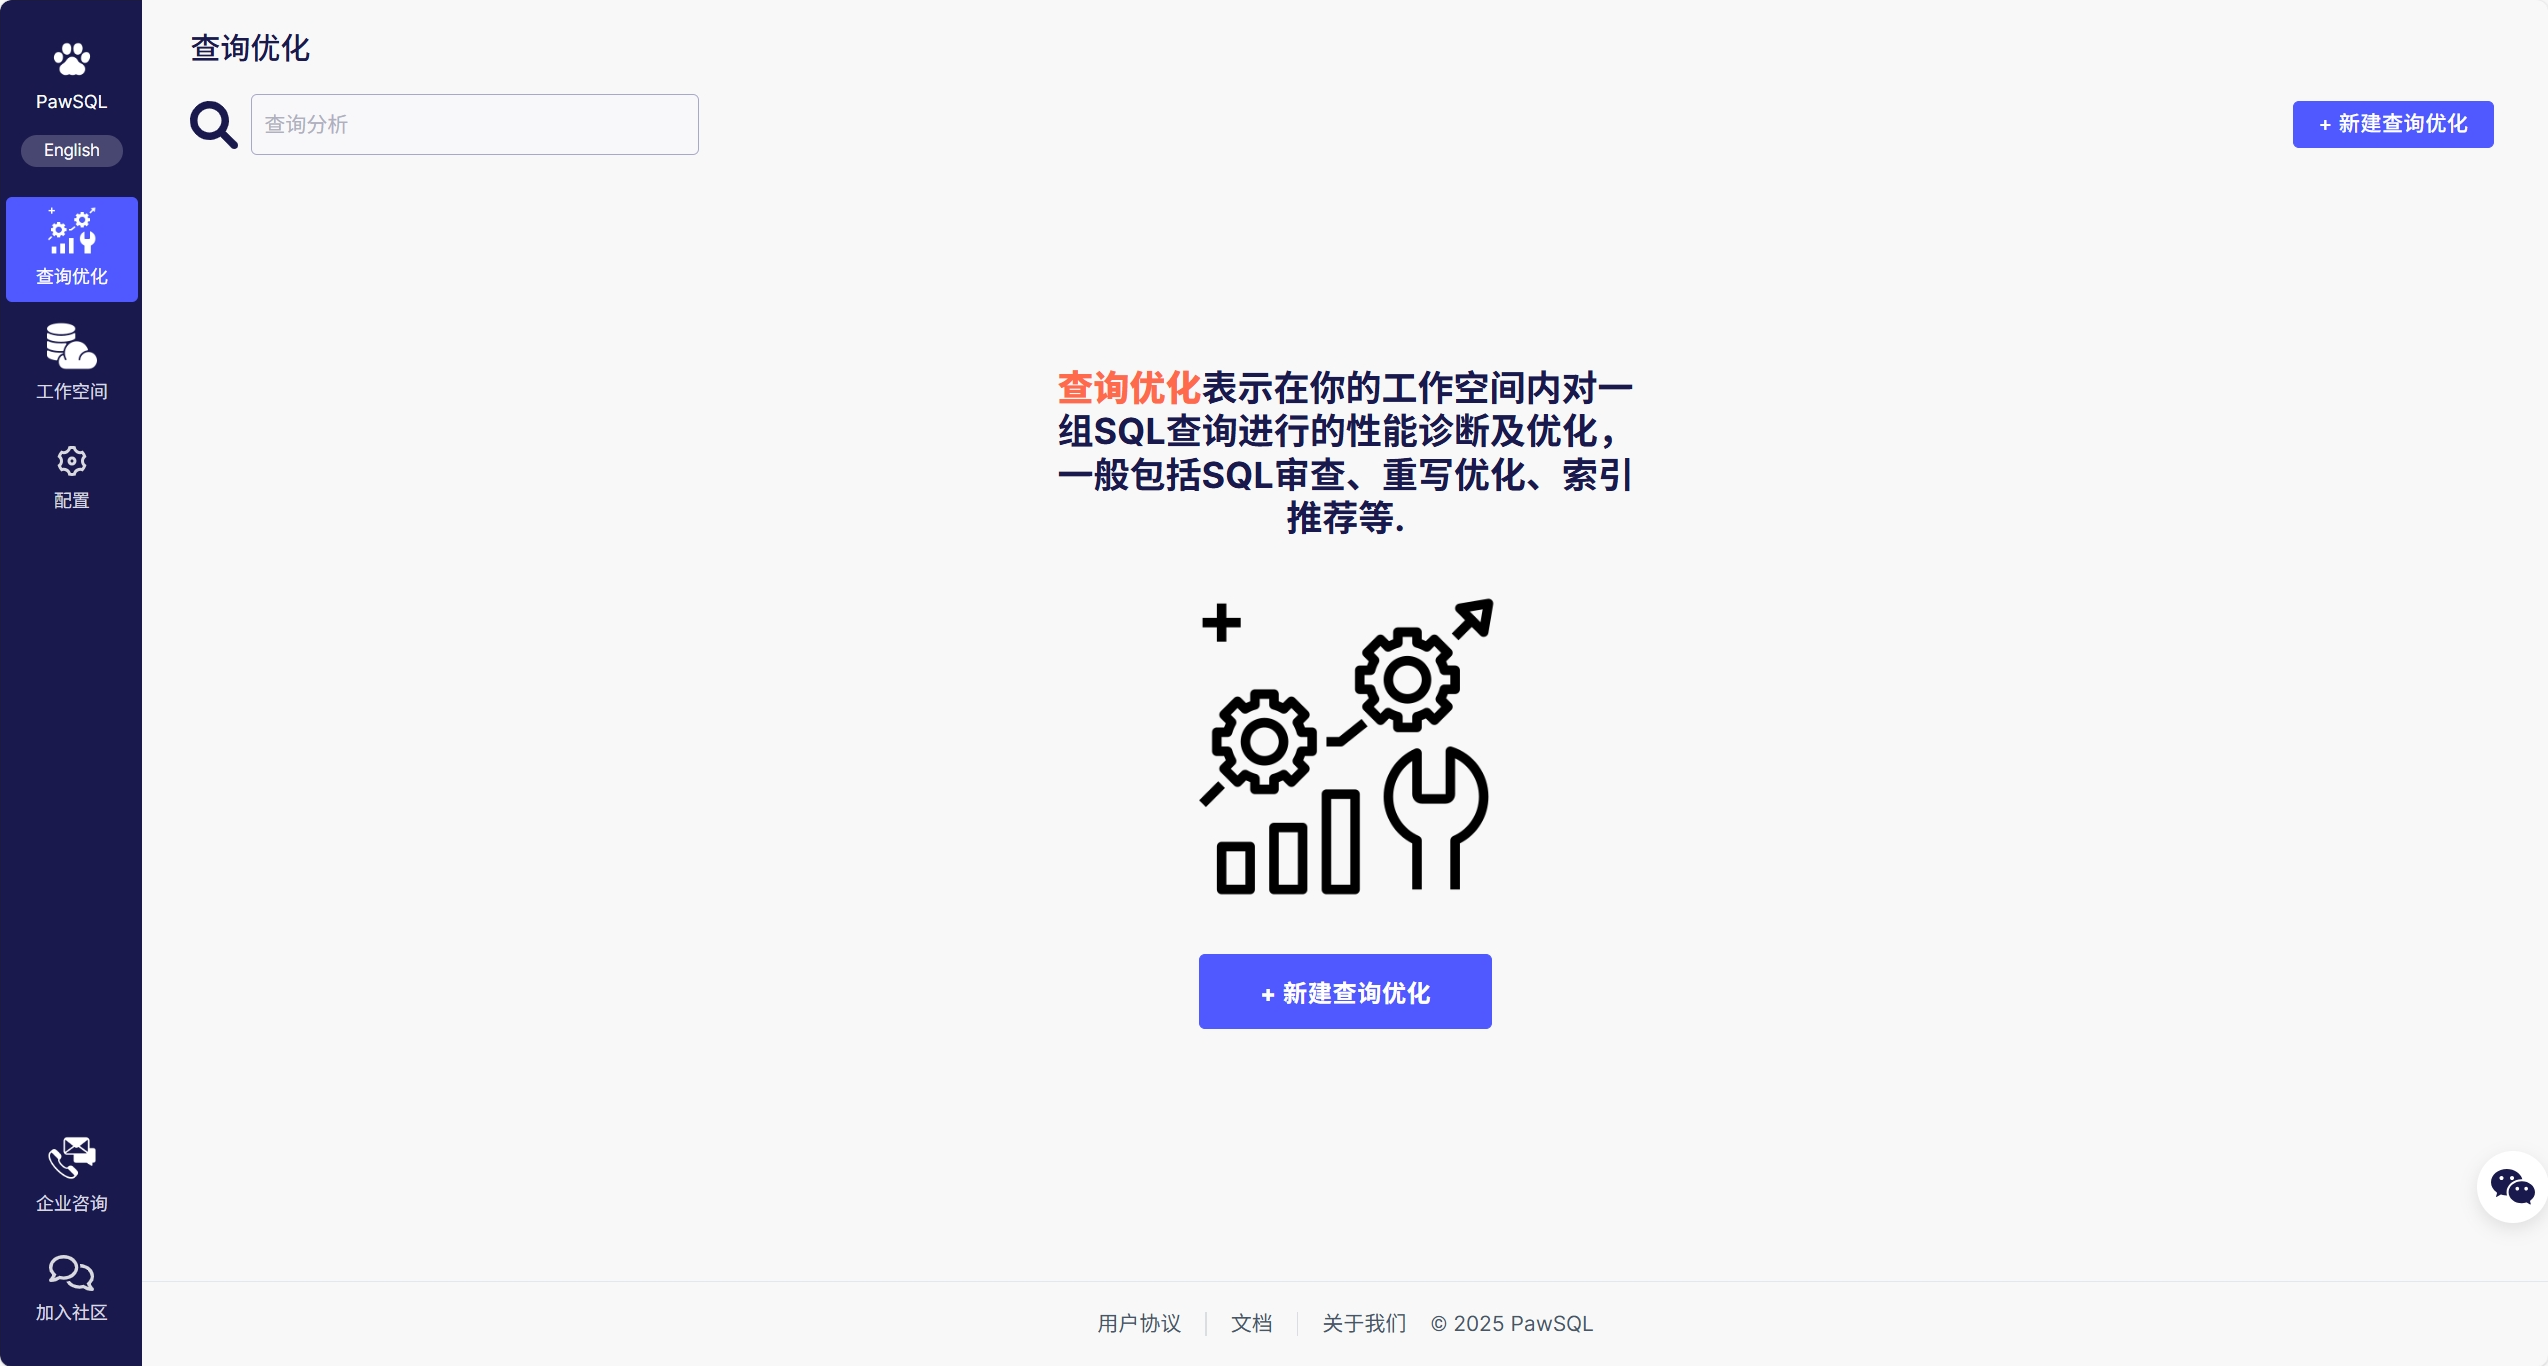 PawSQL
English
查询优化
工作空间
配置
企业咨询
加入社区
查询优化
查询分析
+ 新建查询优化
查询优化表示在你的工作空间内对一
组SQL查询进行的性能诊断及优化，
一般包括SQL审查、重写优化、索引
推荐等.
+ 新建查询优化
用户协议
文档
关于我们
© 2025 PawSQL